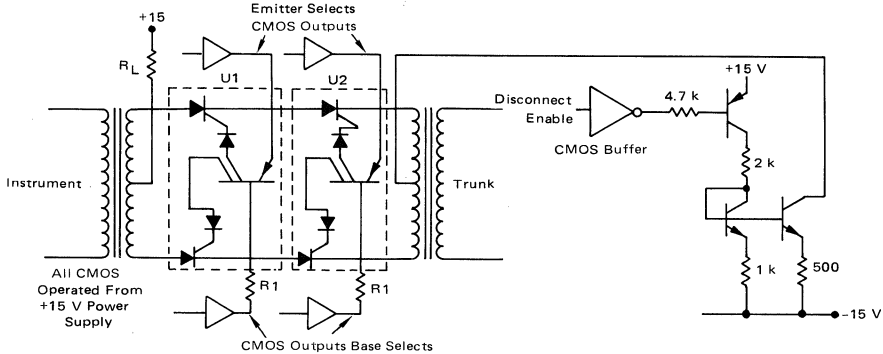 Emitter Selects
CMOS Outputs
+15
RL
U1
U2
+15 V
Disconnect
Enable
4.7 k
CMOS Buffer
2 k
Instrument
Trunk
All CMOS
Operated From
+15 V Power
Supply
R1
R1
1 k
500
-15 V
CMOS Outputs Base Selects